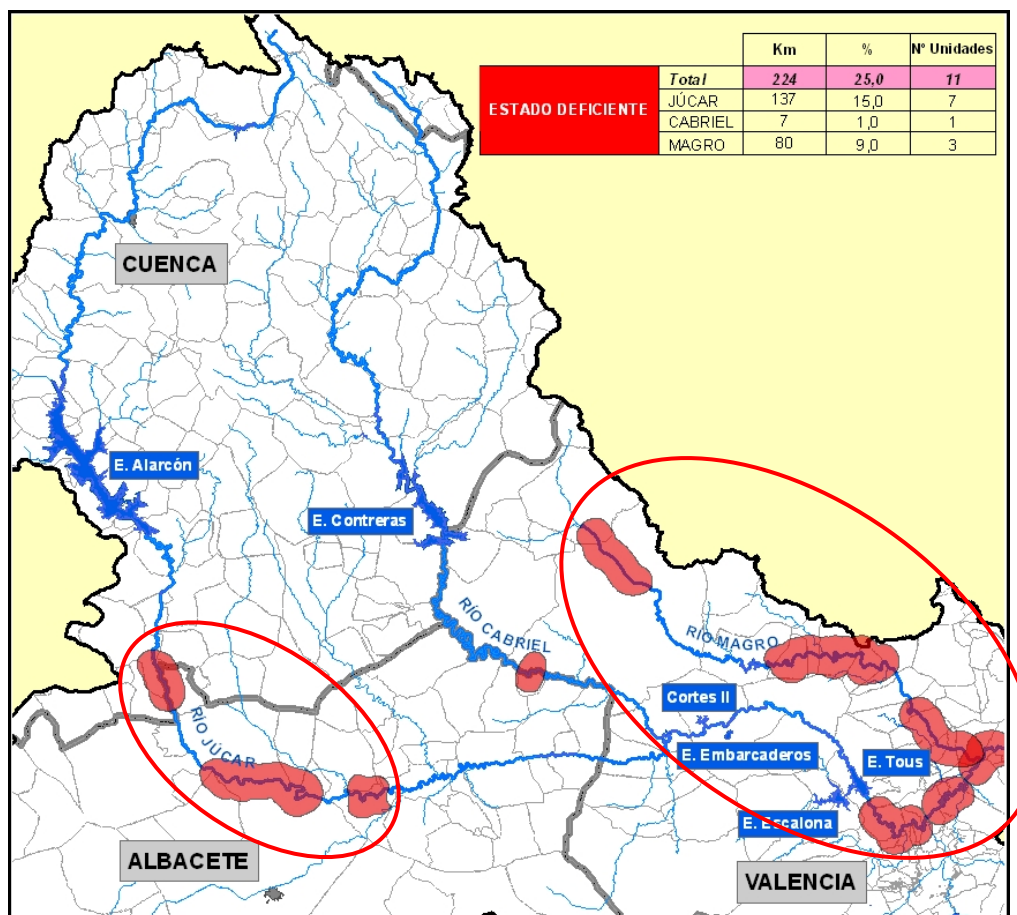 Km % Nº Unidades
ESTADO DEFICIENTE
Total 224 25,0 11
JÚCAR 137 15,0 7
CABRIEL 7 1,0 1
MAGRO 80 9,0 3
CUENCA
E. Alarcón
E. Contreras
RÍO CABRIEL
RÍO MAGRO
Cortes II
RÍO JÚCAR
E. Embarcaderos
E. Tous
E. Escalona
ALBACETE
VALENCIA